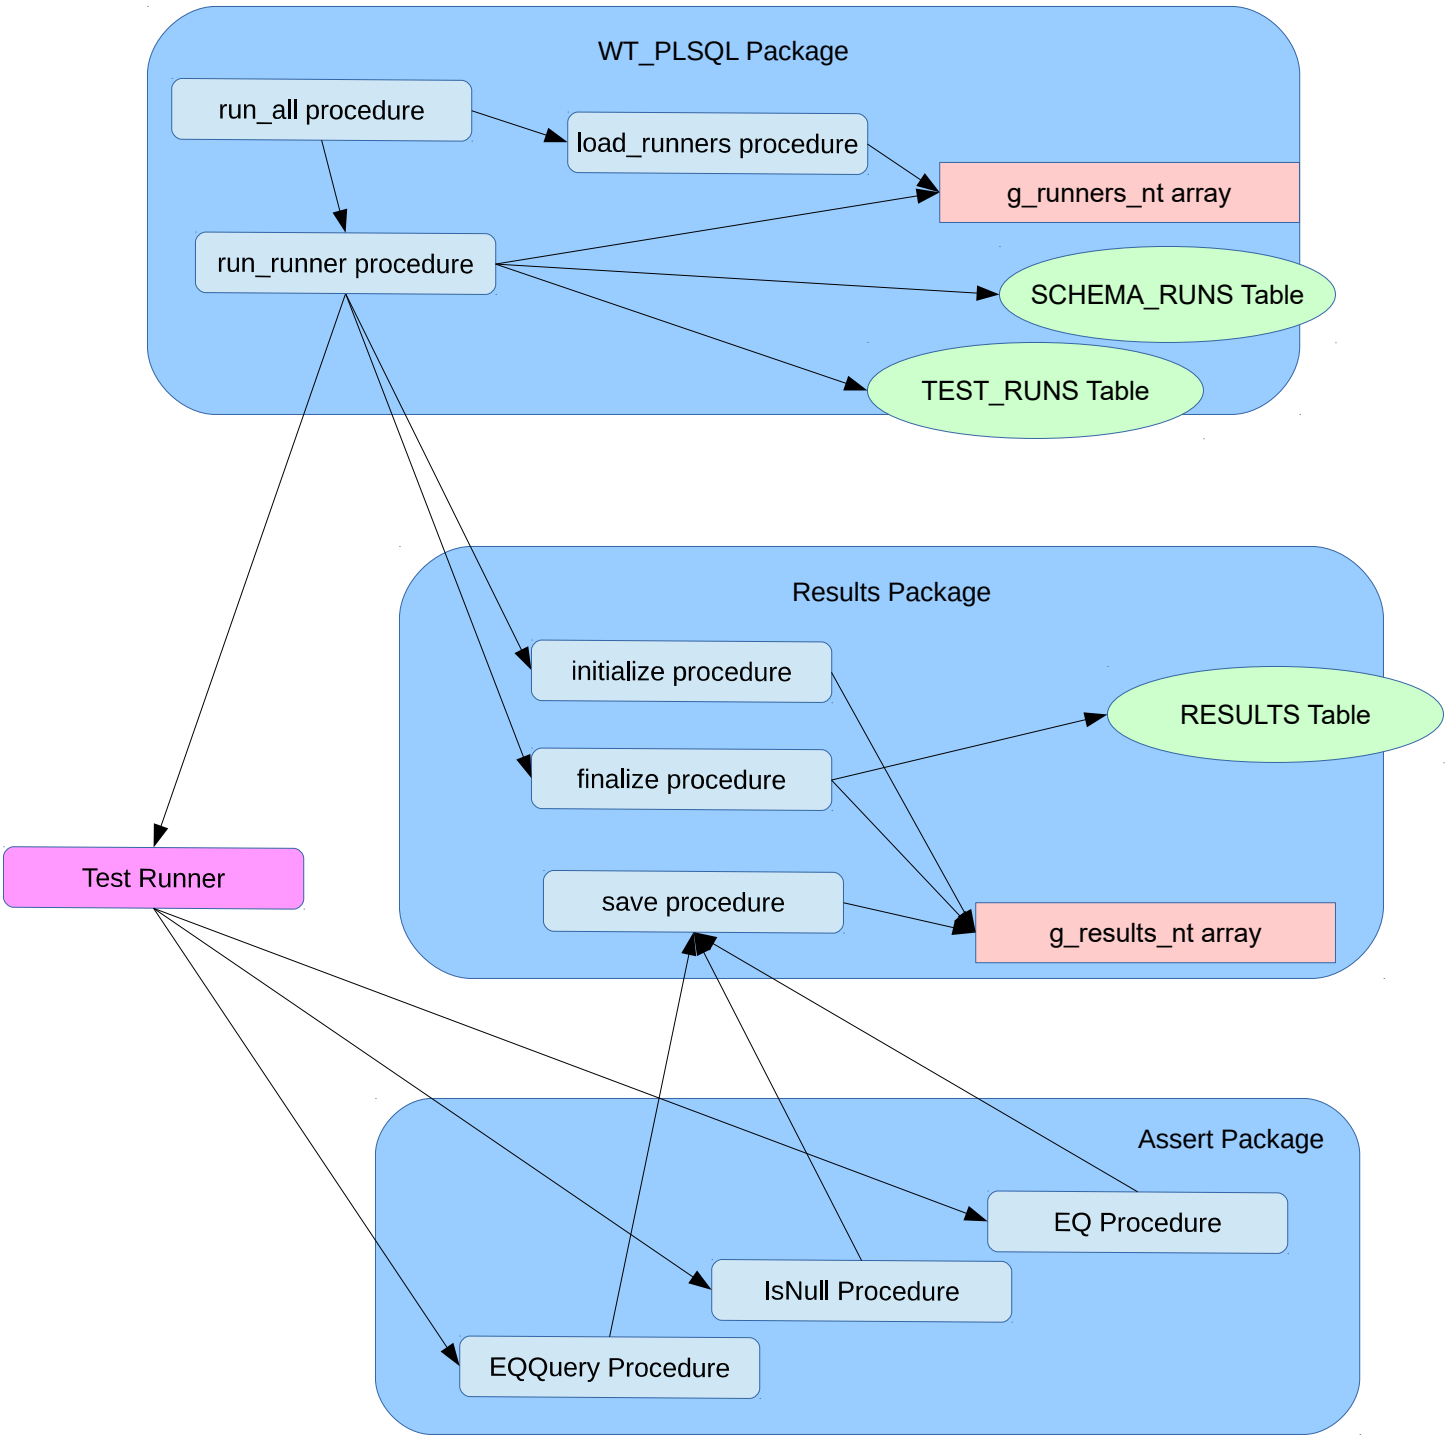 WT_PLSQL Package
run_all procedure
load_runners procedure
g_runners_nt array
run_runner procedure
SCHEMA_RUNS Table
TEST_RUNS Table
Results Package
initialize procedure
RESULTS Table
finalize procedure
Test Runner
save procedure
g_results_nt array
Assert Package
EQ Procedure
IsNull Procedure
EQQuery Procedure